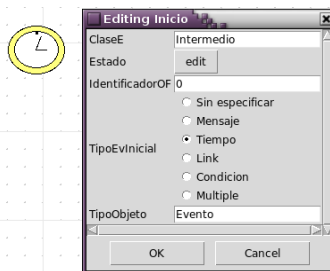 Editing Inicio
ClaseE Intermedio
Estado edit
IdentificadorOF 0
Sin especificar
Mensaje
TipoEvInicial Tiempo
Link
Condicion
Multiple
TipoObjeto Evento
OK Cancel